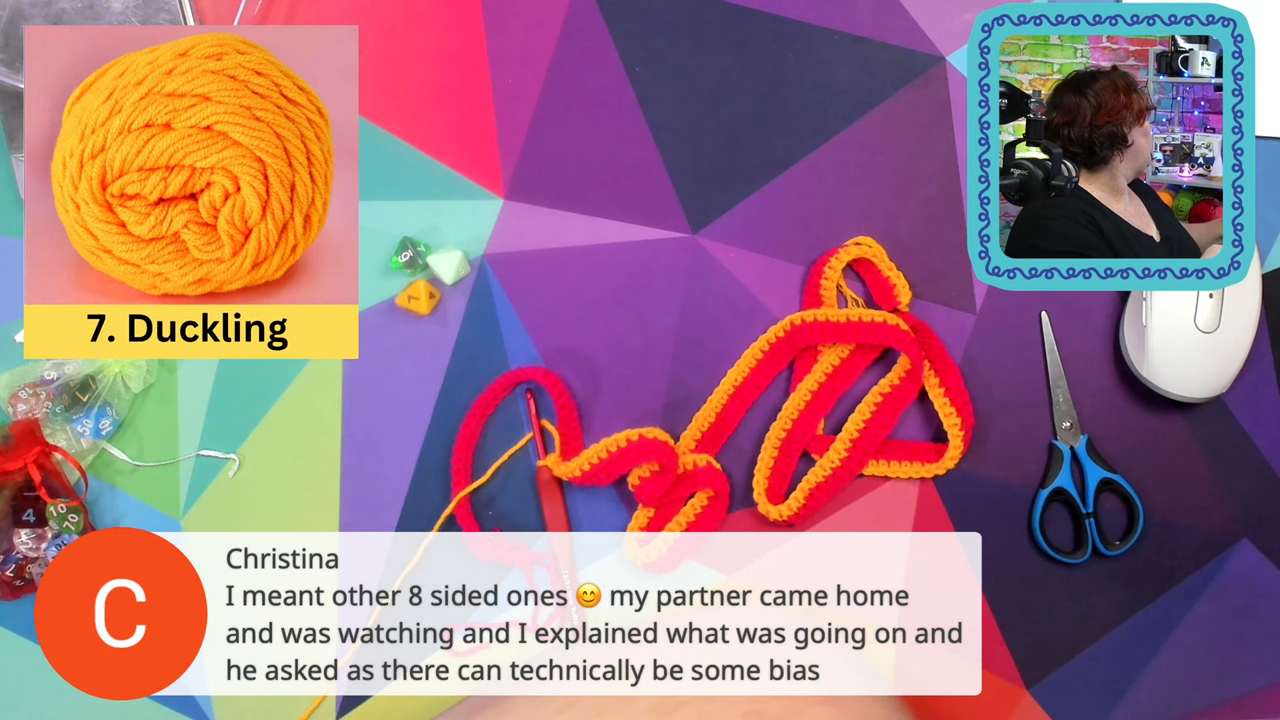 7. Duckling
Christina
I meant other 8 sided ones 😊 my partner came home
and was watching and I explained what was going on and
he asked as there can technically be some bias
C